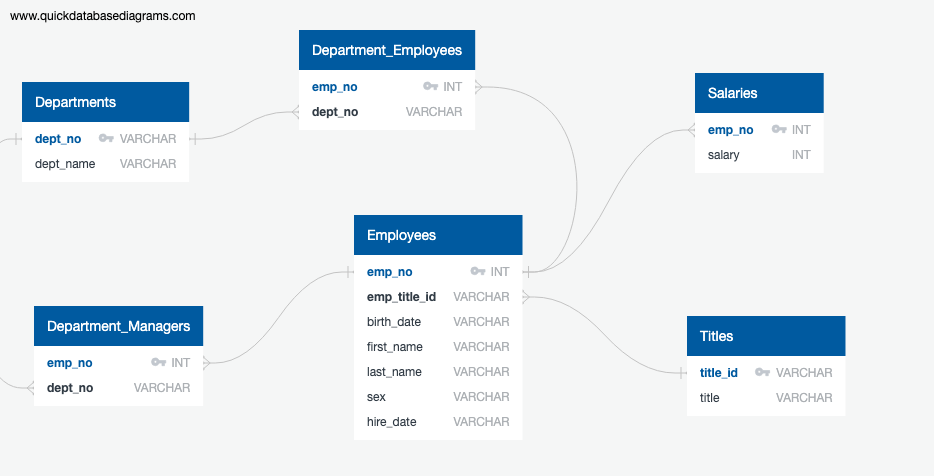 www.quickdatabasediagrams.com
Department_Employees
emp_no INT
dept_no VARCHAR
Departments
dept_no VARCHAR
dept_name VARCHAR
Salaries
emp_no INT
salary INT
Employees
emp_no INT
emp_title_id VARCHAR
birth_date VARCHAR
first_name VARCHAR
last_name VARCHAR
sex VARCHAR
hire_date VARCHAR
Department_Managers
emp_no INT
dept_no VARCHAR
Titles
title_id VARCHAR
title VARCHAR